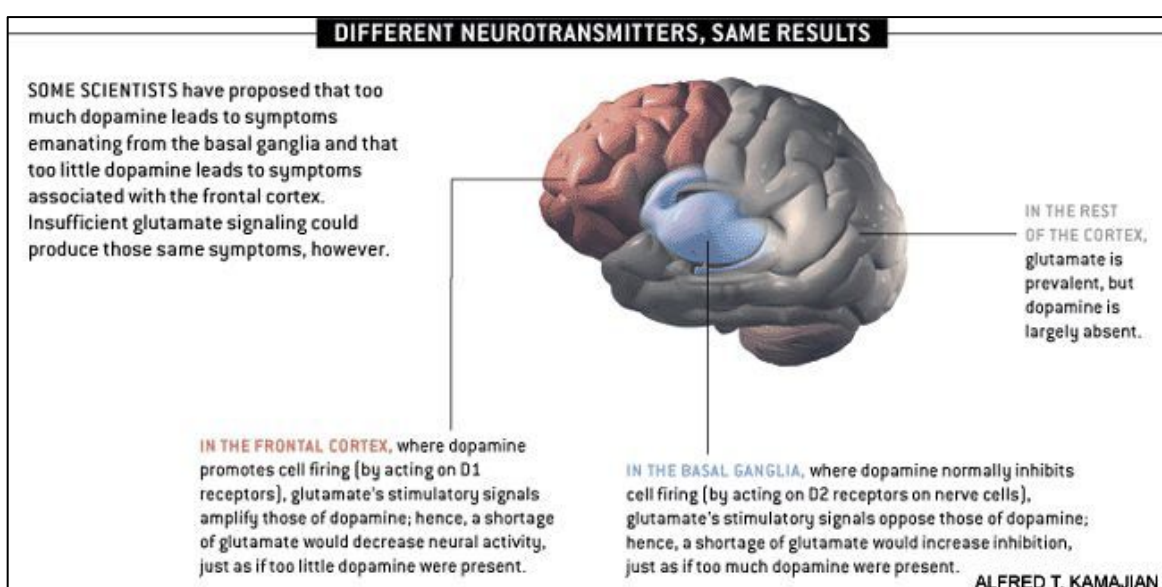 DIFFERENT NEUROTRANSMITTERS, SAME RESULTS
SOME SCIENTISTS have proposed that too
much dopamine leads to symptoms
emanating from the basal ganglia and that
too little dopamine leads to symptoms
associated with the frontal cortex.
Insufficient glutamate signaling could
produce those same symptoms, however.
IN THE REST
OF THE CORTEX,
glutamate is
prevalent, but
dopamine is
largely absent.
IN THE FRONTAL CORTEX, where dopamine
promotes cell firing (by acting on D1
receptors), glutamate's stimulatory signals
amplify those of dopamine; hence, a shortage
of glutamate would decrease neural activity,
just as if too little dopamine were present.
IN THE BASAL GANGLIA, where dopamine normally inhibits
cell firing (by acting on D2 receptors on nerve cells),
glutamate's stimulatory signals oppose those of dopamine;
hence, a shortage of glutamate would increase inhibition,
just as if too much dopamine were present.
ALFRED T. KAMAJIAN